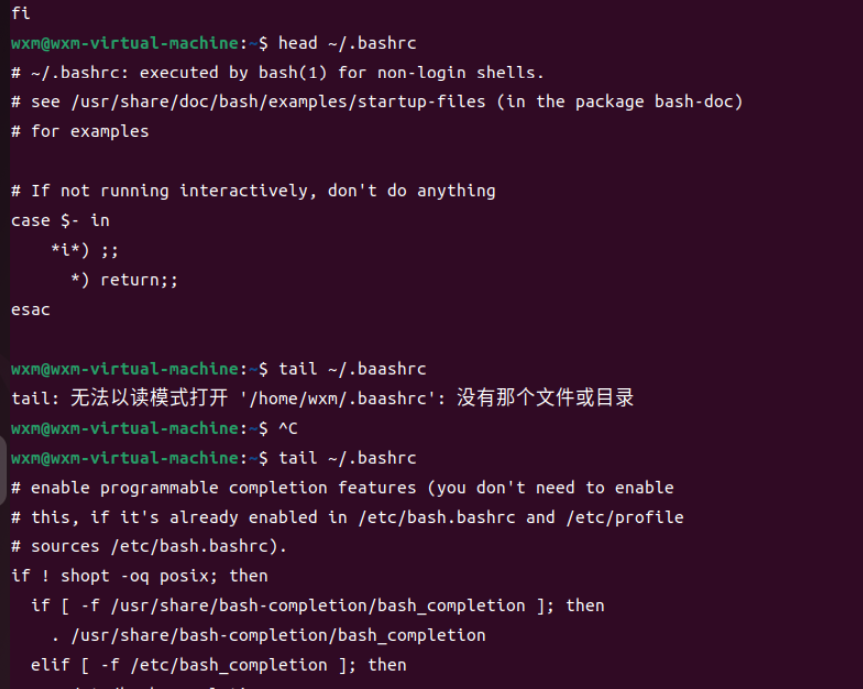 fi
wxm@wxm-virtual-machine:~$ head ~/.bashrc
# ~/.bashrc: executed by bash(1) for non-login shells.
# see /usr/share/doc/bash/examples/startup-files (in the package bash-doc)
# for examples
# If not running interactively, don't do anything
case $- in
    *i*) ;;
      *) return;;
esac
wxm@wxm-virtual-machine:~$ tail ~/.baashrc
tail: 无法以读模式打开 '/home/wxm/.baashrc': 没有那个文件或目录
wxm@wxm-virtual-machine:~$ ^C
wxm@wxm-virtual-machine:~$ tail ~/.bashrc
# enable programmable completion features (you don't need to enable
# this, if it's already enabled in /etc/bash.bashrc and /etc/profile
# sources /etc/bash.bashrc).
if ! shopt -oq posix; then
  if [ -f /usr/share/bash-completion/bash_completion ]; then
    . /usr/share/bash-completion/bash_completion
  elif [ -f /etc/bash_completion ]; then